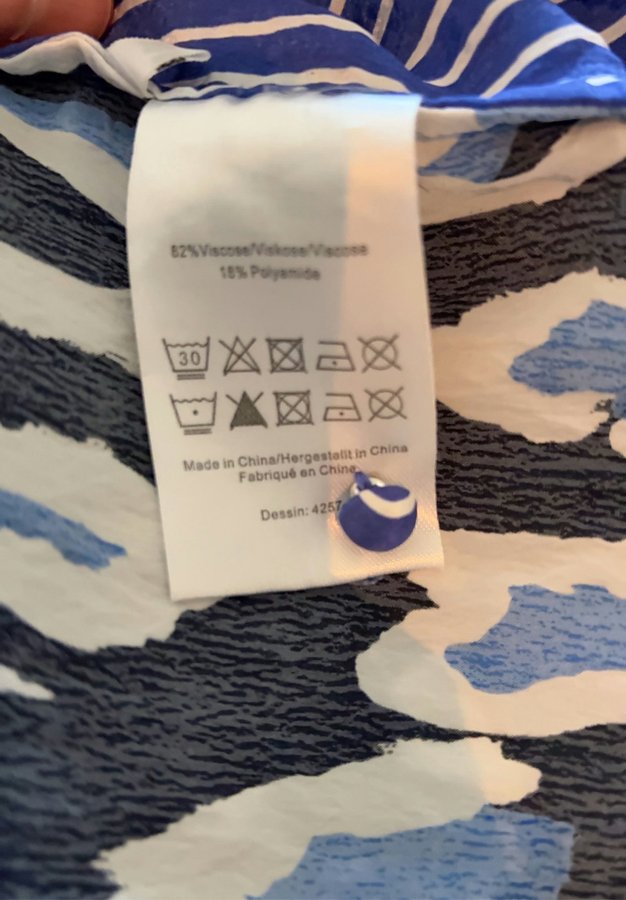 82%Viscose/Viskose/Viscose
18% Polyamide
30
Made in China/Hergestellt in China
Fabriqué en Chine
Dessin: 4257